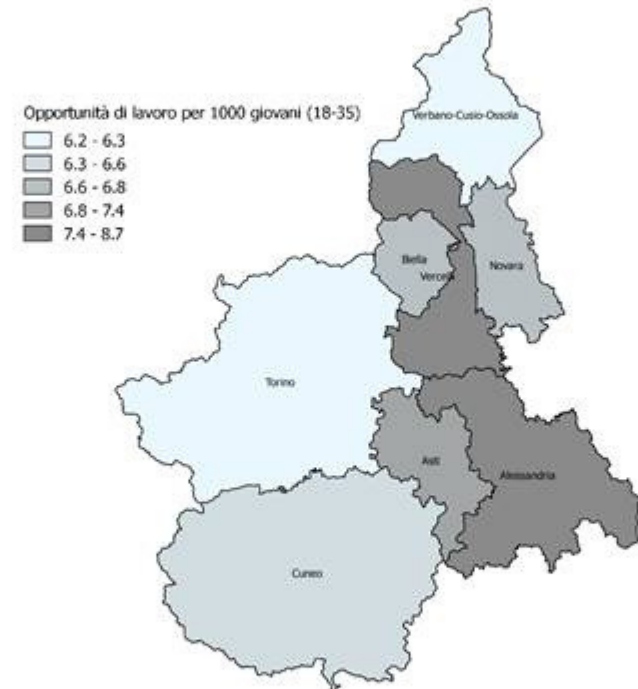 Opportunità di lavoro per 1000 giovani (18-35)
6.2 - 6.3
6.3 - 6.6
6.6 - 6.8
6.8 - 7.4
7.4 - 8.7
Verbano-Cusio-Ossola
Biella
Vercelli
Novara
Torino
Asti
Alessandria
Cuneo